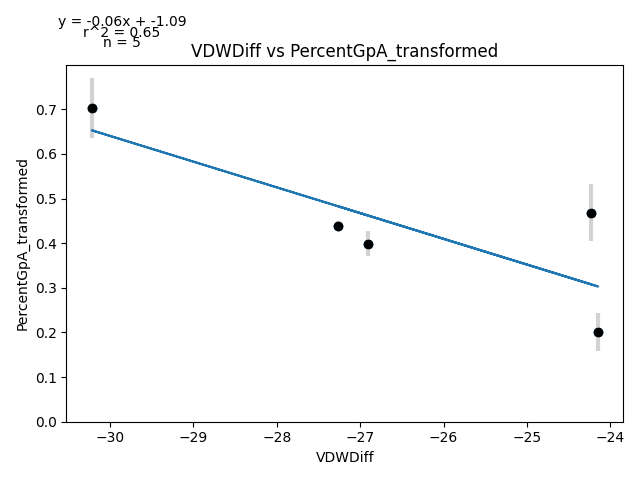 y = -0.06x + -1.09
r^2 = 0.65
n = 5
VDWDiff vs PercentGpA_transformed
PercentGpA_transformed
0.7
0.6
0.5
0.4
0.3
0.2
0.1
0.0
−30 −29 −28 −27 −26 −25 −24
VDWDiff